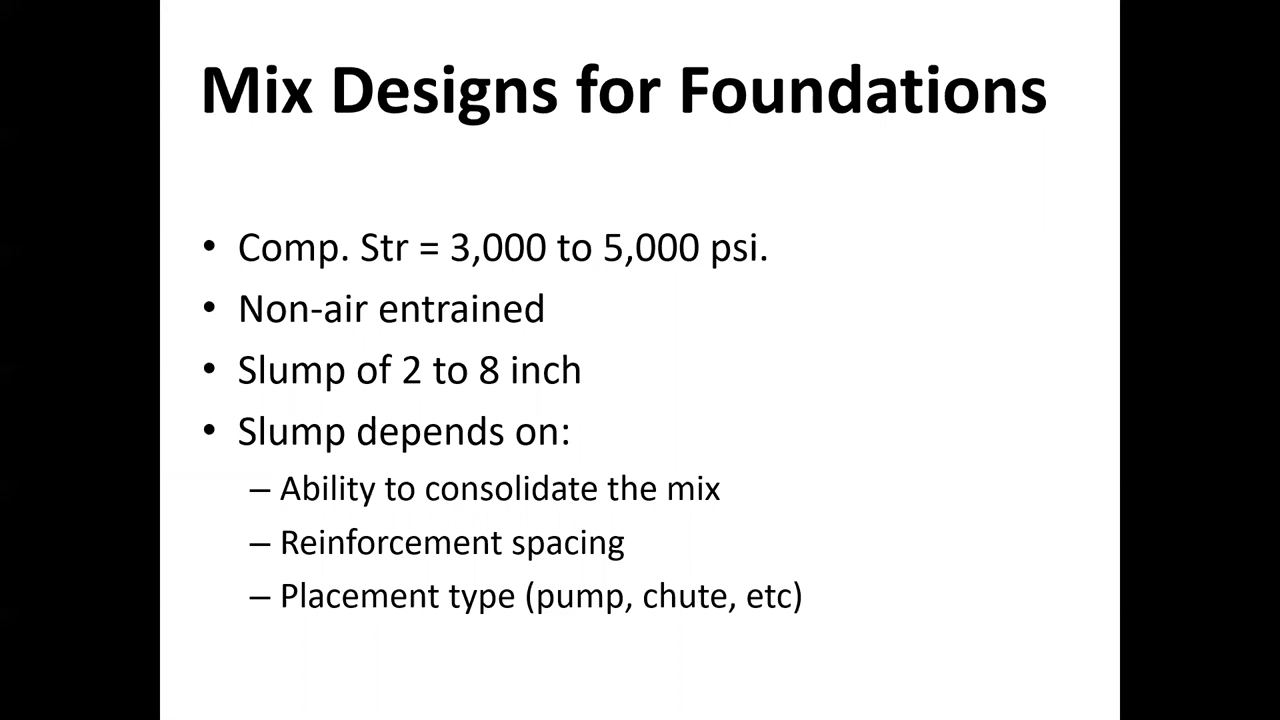 Mix Designs for Foundations
• Comp. Str = 3,000 to 5,000 psi.
• Non-air entrained
• Slump of 2 to 8 inch
• Slump depends on:
– Ability to consolidate the mix
– Reinforcement spacing
– Placement type (pump, chute, etc)